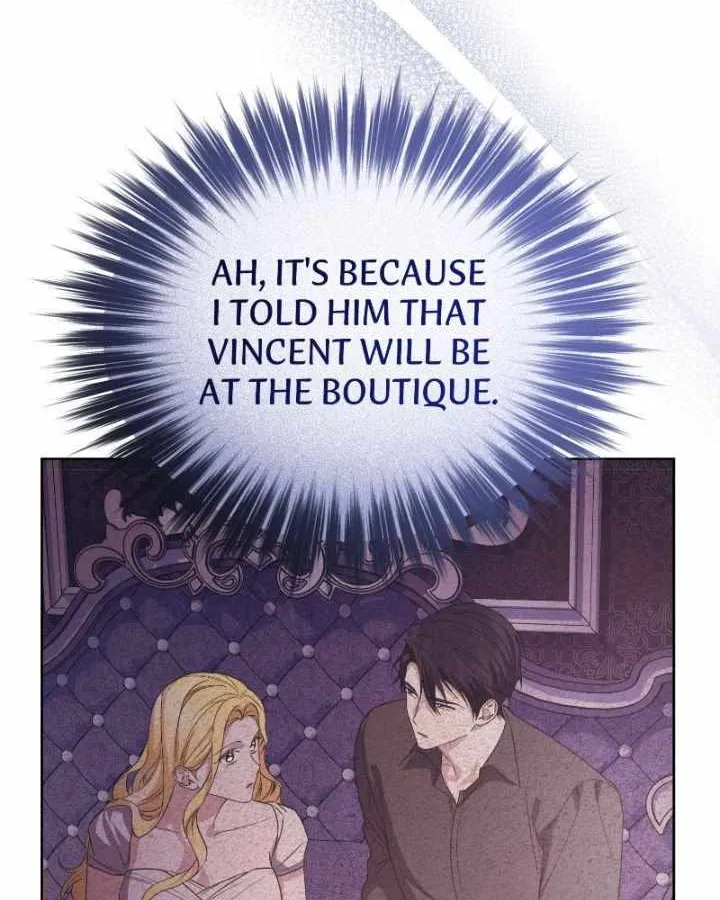 AH, IT'S BECAUSE
I TOLD HIM THAT
VINCENT WILL BE
AT THE BOUTIQUE.